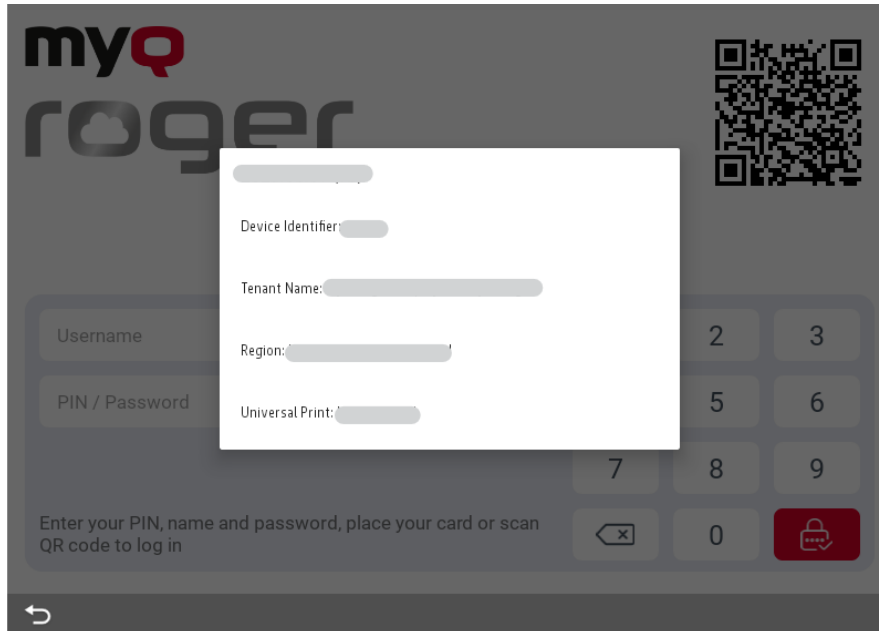 myQ
roger
Device Identifier:
Tenant Name:
Region:
Universal Print:
Username
2
3
PIN / Password
5
6
7
8
9
Enter your PIN, name and password, place your card or scan
QR code to log in
0